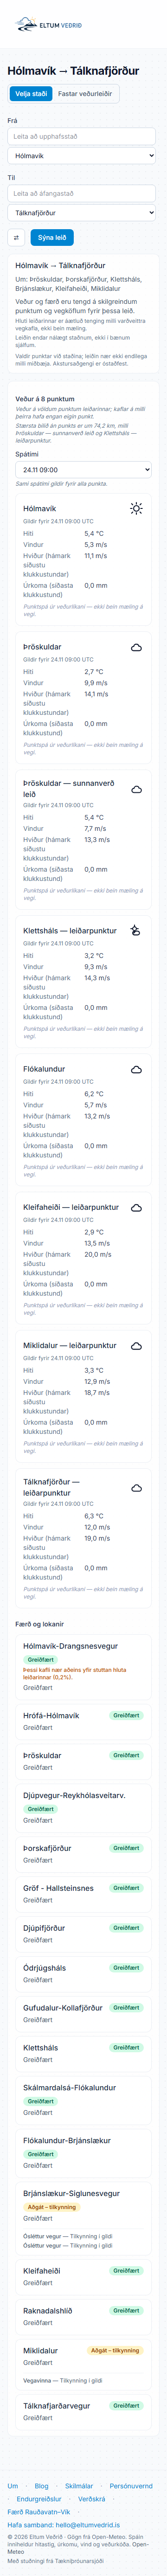 ELTUM VEÐRIÐ
Hólmavík → Tálknafjörður
Velja staði
Fastar veðurleiðir
Frá
Leita að upphafsstað
Hólmavík
Til
Leita að áfangastað
Tálknafjörður
⇄
Sýna leið
Hólmavík → Tálknafjörður
Um: Þröskuldar, Þorskafjörður, Klettsháls,
Brjánslækur, Kleifaheiði, Miklidalur
Veðrur og færð eru tengd á skilgreindum
punktum og vegköflum fyrir þessa leið.
Hluti leiðarinnar er áætluð tenging milli varðveittra
vegkafla, ekki bein mæling.
Leiðin endar nálægt staðnum, ekki í bænum
sjálfum.
Valdir punktar við staðina; leiðin nær ekki endilega
milli miðbæja. Akstursaðgengi er óstaðfest.
Veður á 8 punktum
Veður á völdum punktum leiðarinnar; kaflar á milli
þeirra hafa engan eigin punkt.
Stærsta bilið án punkts er um 74,2 km, milli
Þröskuldar — sunnanverð leið og Klettsháls —
leiðarpunktur.
Spátími
24.11 09:00
Sami spátími gildir fyrir alla punkta.
Hólmavík
Gildir fyrir 24.11 09:00 UTC
Hiti 5,4 °C
Vindur 5,3 m/s
Hviður (hámark 11,1 m/s
síðustu
klukkustundar)
Úrkoma (síðasta 0,0 mm
klukkustund)
Punktspá úr veðurlíkani — ekki bein mæling á
vegi.
Þröskuldar
Gildir fyrir 24.11 09:00 UTC
Hiti 2,7 °C
Vindur 9,9 m/s
Hviður (hámark 14,1 m/s
síðustu
klukkustundar)
Úrkoma (síðasta 0,0 mm
klukkustund)
Punktspá úr veðurlíkani — ekki bein mæling á
vegi.
Þröskuldar — sunnanverð
leið
Gildir fyrir 24.11 09:00 UTC
Hiti 5,4 °C
Vindur 7,7 m/s
Hviður (hámark 13,3 m/s
síðustu
klukkustundar)
Úrkoma (síðasta 0,0 mm
klukkustund)
Punktspá úr veðurlíkani — ekki bein mæling á
vegi.
Klettsháls — leiðarpunktur
Gildir fyrir 24.11 09:00 UTC
Hiti 3,2 °C
Vindur 9,3 m/s
Hviður (hámark 14,3 m/s
síðustu
klukkustundar)
Úrkoma (síðasta 0,0 mm
klukkustund)
Punktspá úr veðurlíkani — ekki bein mæling á
vegi.
Flókalundur
Gildir fyrir 24.11 09:00 UTC
Hiti 6,2 °C
Vindur 5,7 m/s
Hviður (hámark 13,2 m/s
síðustu
klukkustundar)
Úrkoma (síðasta 0,0 mm
klukkustund)
Punktspá úr veðurlíkani — ekki bein mæling á
vegi.
Kleifaheiði — leiðarpunktur
Gildir fyrir 24.11 09:00 UTC
Hiti 2,9 °C
Vindur 13,5 m/s
Hviður (hámark 20,0 m/s
síðustu
klukkustundar)
Úrkoma (síðasta 0,0 mm
klukkustund)
Punktspá úr veðurlíkani — ekki bein mæling á
vegi.
Miklidalur — leiðarpunktur
Gildir fyrir 24.11 09:00 UTC
Hiti 3,3 °C
Vindur 12,9 m/s
Hviður (hámark 18,7 m/s
síðustu
klukkustundar)
Úrkoma (síðasta 0,0 mm
klukkustund)
Punktspá úr veðurlíkani — ekki bein mæling á
vegi.
Tálknafjörður —
leiðarpunktur
Gildir fyrir 24.11 09:00 UTC
Hiti 6,3 °C
Vindur 12,0 m/s
Hviður (hámark 19,0 m/s
síðustu
klukkustundar)
Úrkoma (síðasta 0,0 mm
klukkustund)
Punktspá úr veðurlíkani — ekki bein mæling á
vegi.
Færð og lokanir
Hólmavík-Drangsnesvegur
Greiðfært
Þessi kafli nær aðeins yfir stuttan hluta
leiðarinnar (0,2%).
Greiðfært
Hrófá-Hólmavík Greiðfært
Greiðfært
Þröskuldar Greiðfært
Greiðfært
Djúpvegur-Reykhólasveitarv.
Greiðfært
Greiðfært
Þorskafjörður Greiðfært
Greiðfært
Gröf - Hallsteinsnes Greiðfært
Greiðfært
Djúpifjörður Greiðfært
Greiðfært
Ódrjúgsháls Greiðfært
Greiðfært
Gufudalur-Kollafjörður Greiðfært
Greiðfært
Klettsháls Greiðfært
Greiðfært
Skálmardalsá-Flókalundur
Greiðfært
Greiðfært
Flókalundur-Brjánslækur
Greiðfært
Greiðfært
Brjánslækur-Siglunesvegur
Aðgát – tilkynning
Greiðfært
Ósléttur vegur — Tilkynning í gildi
Ósléttur vegur — Tilkynning í gildi
Kleifaheiði Greiðfært
Greiðfært
Raknadalshlíð Greiðfært
Greiðfært
Miklidalur Aðgát – tilkynning
Greiðfært
Vegavinna — Tilkynning í gildi
Tálknafjarðarvegur Greiðfært
Greiðfært
Um · Blog · Skilmálar · Persónuvernd
· Endurgreiðslur · Verðskrá ·
Færð Rauðavatn–Vík ·
Hafa samband: hello@eltumvedrid.is
© 2026 Eltum Veðrið · Gögn frá Open-Meteo. Spáin
inniheldur hitastig, úrkomu, vind og veðurkóða. Open-
Meteo
Með stuðningi frá Tækniþróunarsjóði